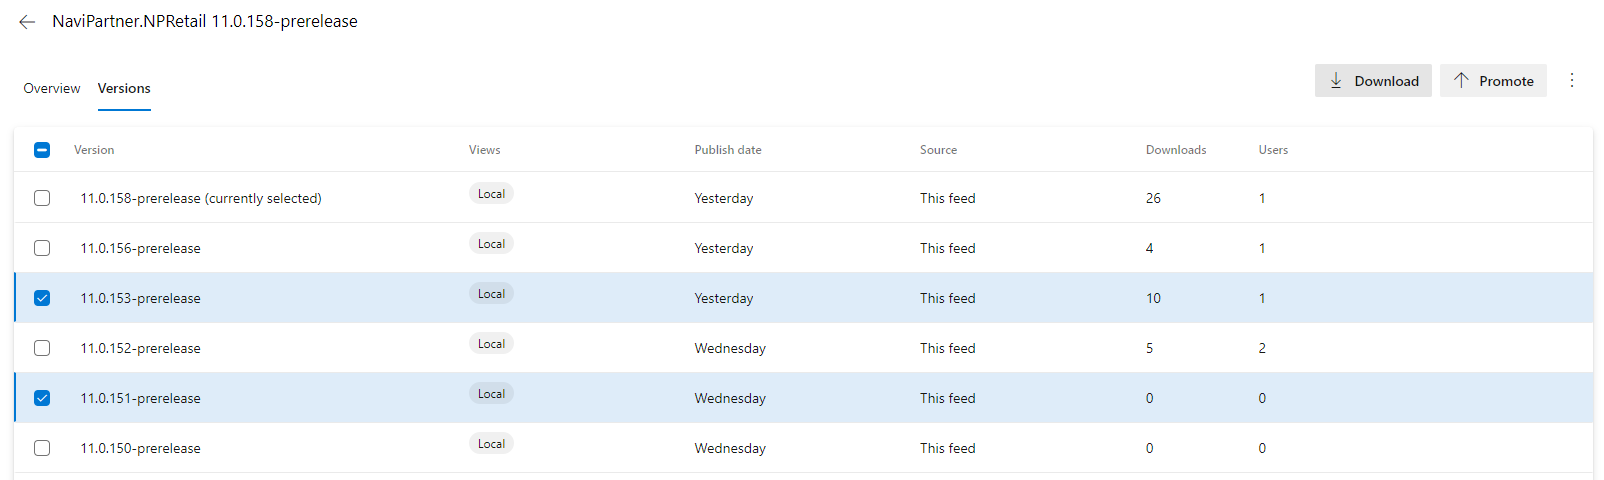 NaviPartner.NPRetail 11.0.158-prerelease
Overview Versions Download Promote
Version Views Publish date Source Downloads Users
11.0.158-prerelease (currently selected) Local Yesterday This feed 26 1
11.0.156-prerelease Local Yesterday This feed 4 1
11.0.153-prerelease Local Yesterday This feed 10 1
11.0.152-prerelease Local Wednesday This feed 5 2
11.0.151-prerelease Local Wednesday This feed 0 0
11.0.150-prerelease Local Wednesday This feed 0 0